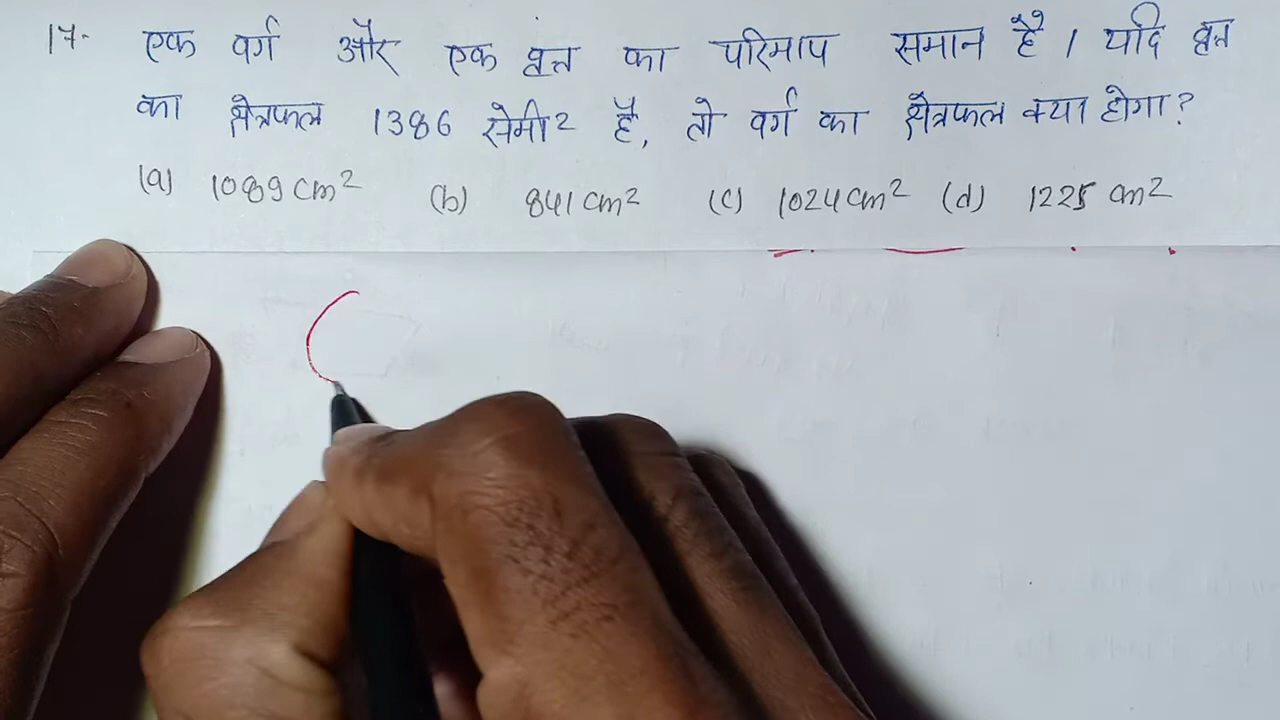 17. एक वर्ग और एक वृत्त का परिमाप समान है । यदि वृत्त
का क्षेत्रफल 1386 सेमी² है, तो वर्ग का क्षेत्रफल क्या होगा?
(a) 1089 cm² (b) 841 cm² (c) 1024 cm² (d) 1225 cm²